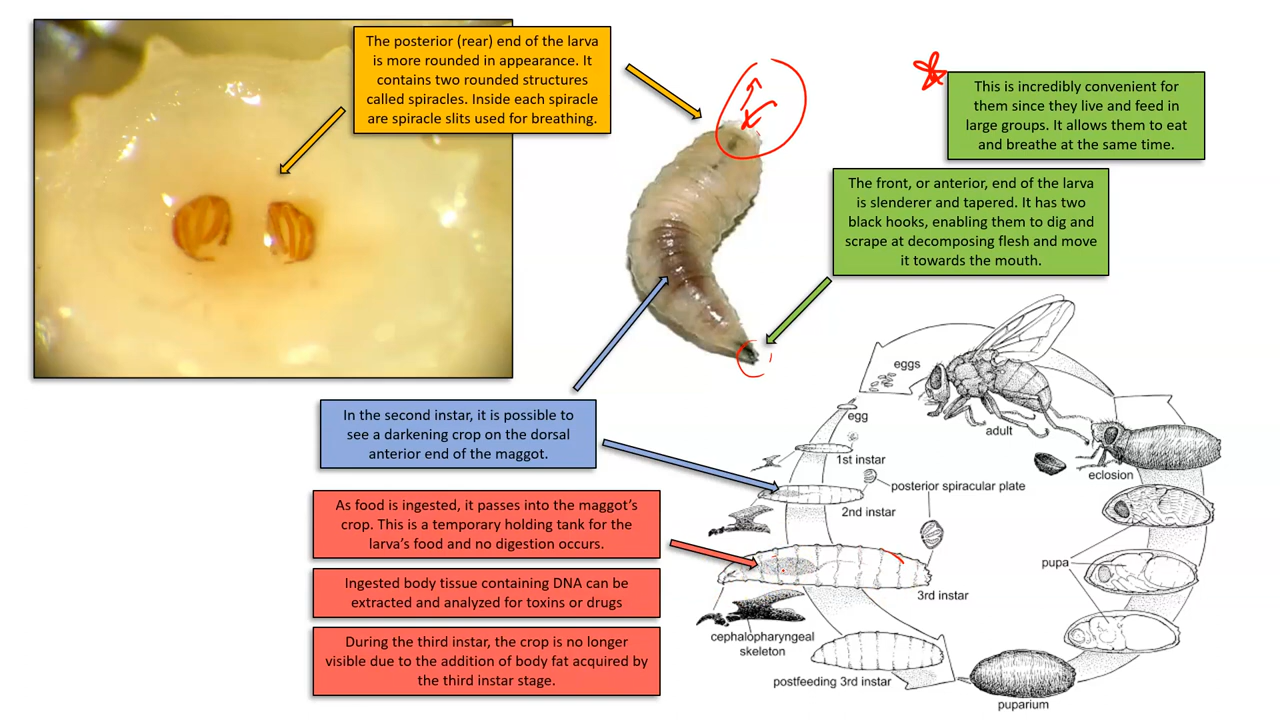 The posterior (rear) end of the larva
is more rounded in appearance. It
contains two rounded structures
called spiracles. Inside each spiracle
are spiracle slits used for breathing.
This is incredibly convenient for
them since they live and feed in
large groups. It allows them to eat
and breathe at the same time.
The front, or anterior, end of the larva
is slenderer and tapered. It has two
black hooks, enabling them to dig and
scrape at decomposing flesh and move
it towards the mouth.
In the second instar, it is possible to
see a darkening crop on the dorsal
anterior end of the maggot.
As food is ingested, it passes into the maggot's
crop. This is a temporary holding tank for the
larva's food and no digestion occurs.
Ingested body tissue containing DNA can be
extracted and analyzed for toxins or drugs
During the third instar, the crop is no longer
visible due to the addition of body fat acquired by
the third instar stage.
eggs
egg
adult
1st instar
eclosion
posterior spiracular plate
2nd instar
pupa
3rd instar
cephalopharyngeal
skeleton
postfeeding 3rd instar
puparium